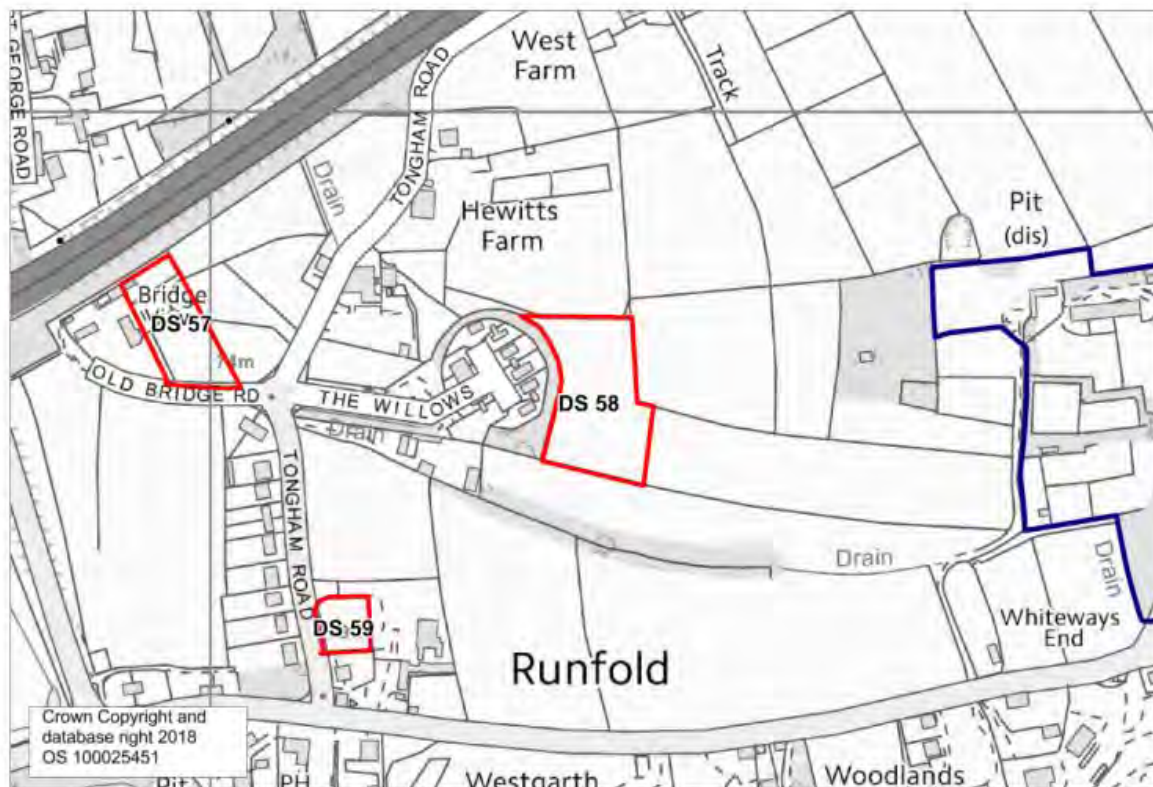 West
Farm
Track
GEORGE ROAD
TONGHAM ROAD
Drain
Hewitts
Farm
Pit
(dis)
Bridge
DS 57
OLD BRIDGE RD
THE WILLOWS
DS 58
Drain
TONGHAM ROAD
Drain
Drain
Whiteways
End
DS 59
Runfold
Crown Copyright and
database right 2018
OS 100025451
Pit
PH
Westgarth
Woodlands